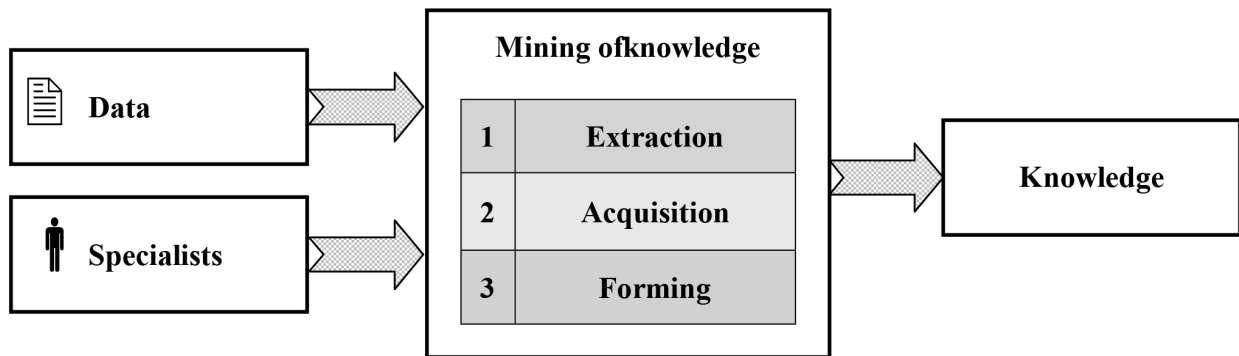 Data
Specialists
Mining ofknowledge
1 Extraction
2 Acquisition
3 Forming
Knowledge